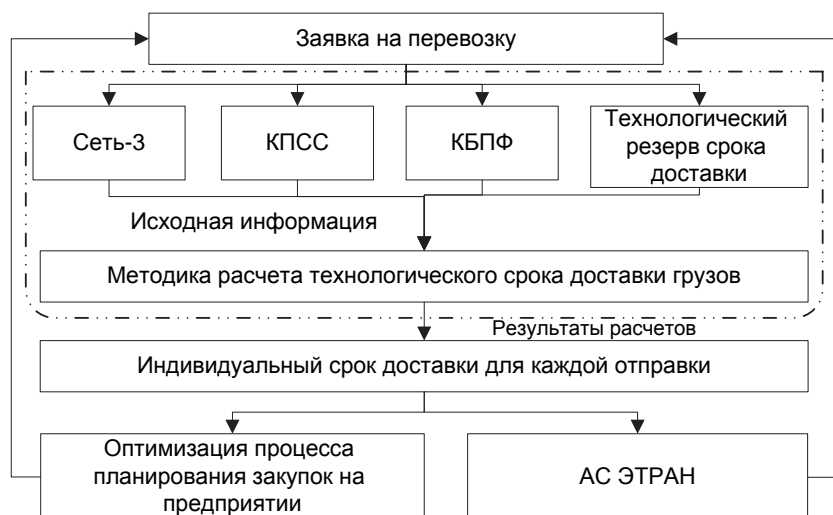 Заявка на перевозку
Сеть-3
КПСС
КБПФ
Технологический
резерв срока
доставки
Исходная информация
Методика расчета технологического срока доставки грузов
Результаты расчетов
Индивидуальный срок доставки для каждой отправки
Оптимизация процесса
планирования закупок на
предприятии
АС ЭТРАН